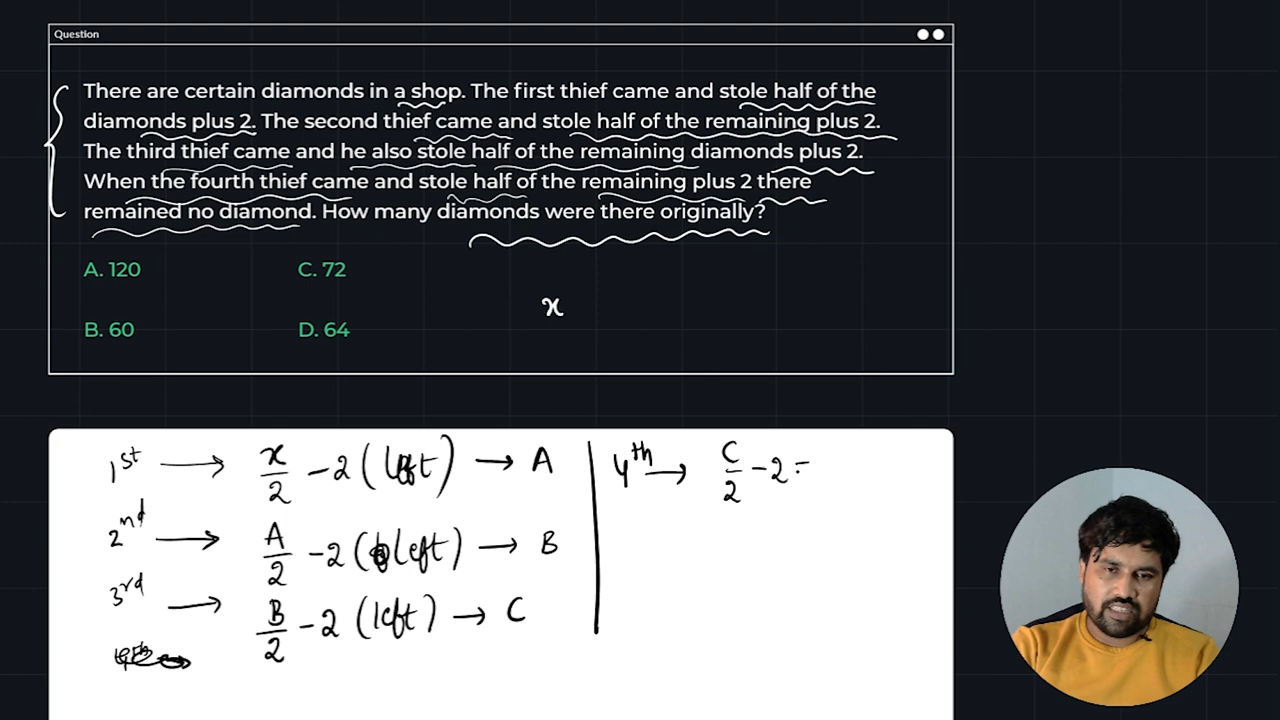 Question
There are certain diamonds in a shop. The first thief came and stole half of the
diamonds plus 2. The second thief came and stole half of the remaining plus 2.
The third thief came and he also stole half of the remaining diamonds plus 2.
When the fourth thief came and stole half of the remaining plus 2 there
remained no diamond. How many diamonds were there originally?
A. 120
C. 72
B. 60
D. 64
x
1st → x/2 - 2 (left) → A
2nd → A/2 - 2 (left) → B
3rd → B/2 - 2 (left) → C
4th → C/2 - 2 =